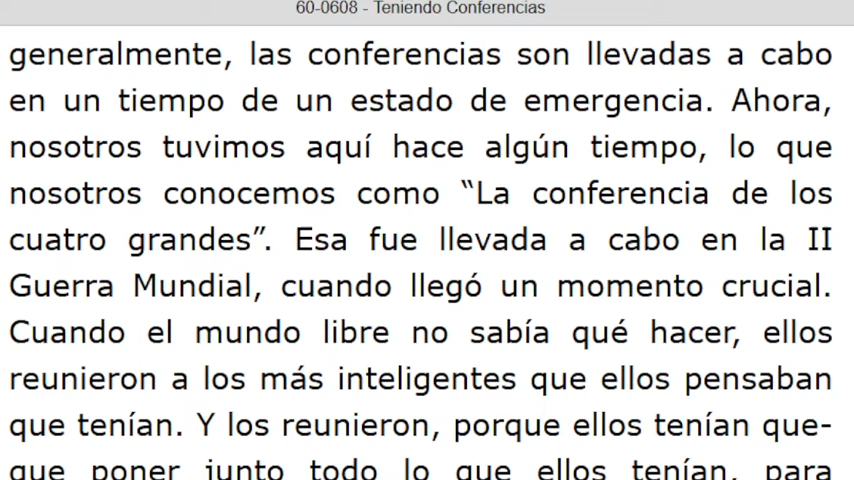 60-0608 - Teniendo Conferencias
generalmente, las conferencias son llevadas a cabo
en un tiempo de un estado de emergencia. Ahora,
nosotros tuvimos aquí hace algún tiempo, lo que
nosotros conocemos como “La conferencia de los
cuatro grandes”. Esa fue llevada a cabo en la II
Guerra Mundial, cuando llegó un momento crucial.
Cuando el mundo libre no sabía qué hacer, ellos
reunieron a los más inteligentes que ellos pensaban
que tenían. Y los reunieron, porque ellos tenían que-
que poner junto todo lo que ellos tenían, para